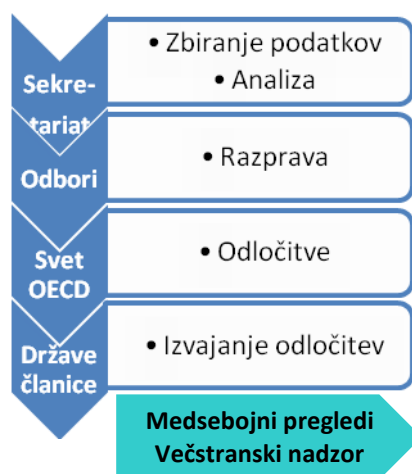 • Zbiranje podatkov
• Analiza
Sekre-
tariat
• Razprava
Odbori
• Odločitve
Svet
OECD
• Izvajanje odločitev
Države
članice
Medsebojni pregledi
Večstranski nadzor